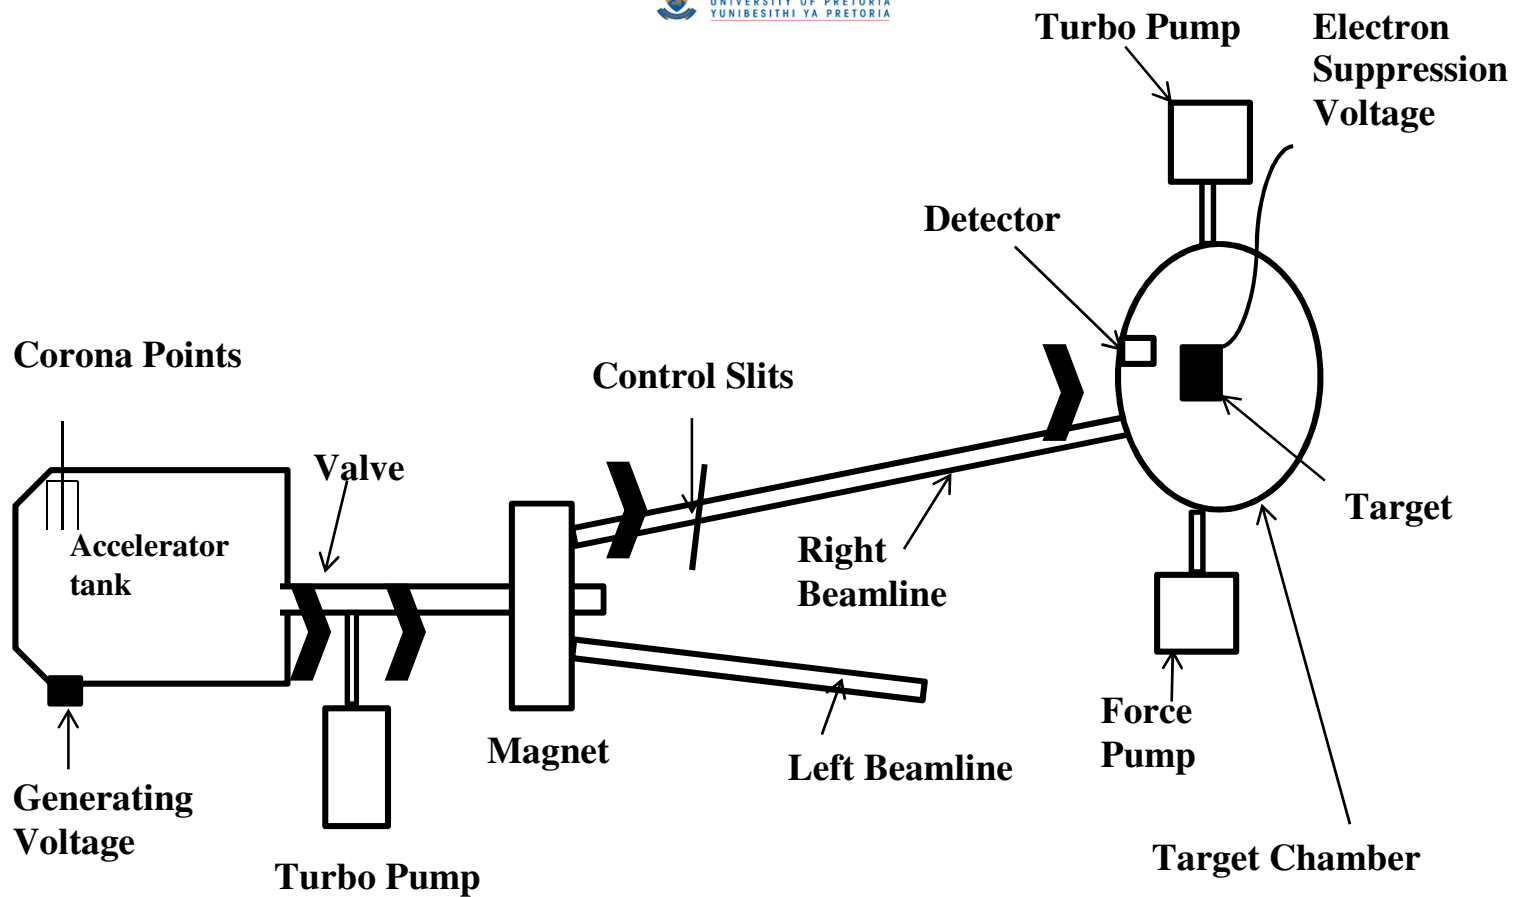 UNIVERSITY OF PRETORIA
YUNIBESITHI YA PRETORIA
Turbo Pump
Electron
Suppression
Voltage
Detector
Corona Points
Control Slits
Valve
Accelerator
tank
Target
Right
Beamline
Force
Pump
Magnet
Left Beamline
Generating
Voltage
Turbo Pump
Target Chamber